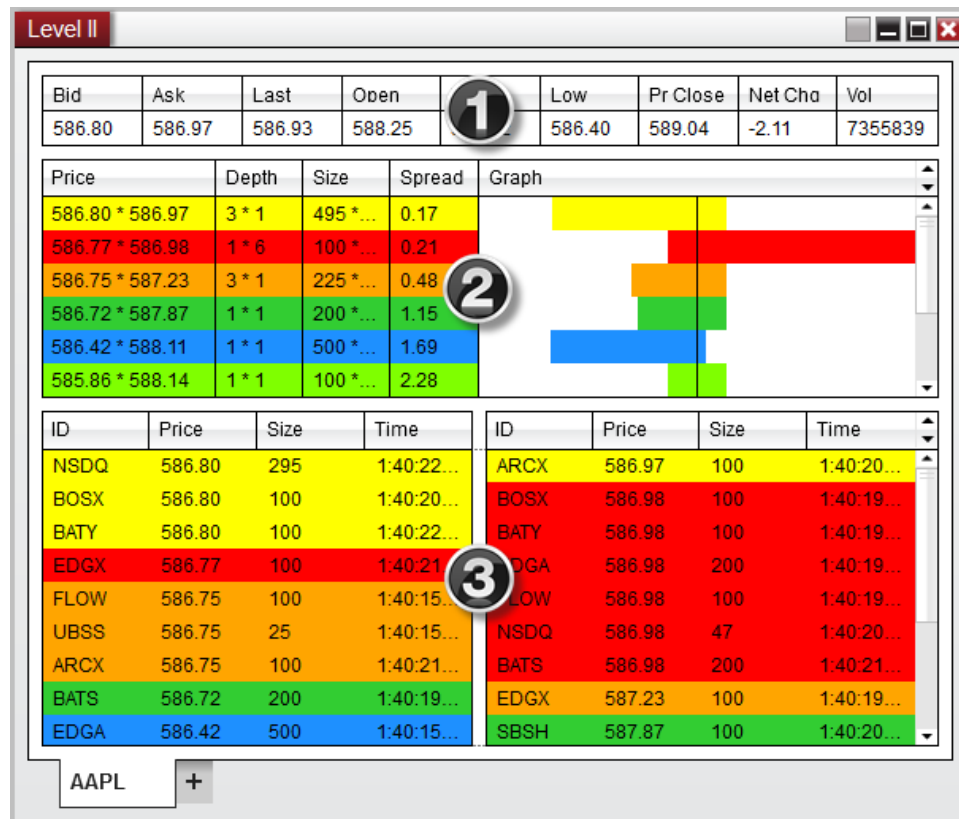 Level II
Bid Ask Last Open Low Pr Close Net Chg Vol
586.80 586.97 586.93 588.25 586.40 589.04 -2.11 7355839
1
Price Depth Size Spread Graph
586.80 * 586.97 3 * 1 495 *... 0.17
586.77 * 586.98 1 * 6 100 *... 0.21
586.75 * 587.23 3 * 1 225 *... 0.48
586.72 * 587.87 1 * 1 200 *... 1.15
586.42 * 588.11 1 * 1 500 *... 1.69
585.86 * 588.14 1 * 1 100 *... 2.28
2
ID Price Size Time ID Price Size Time
NSDQ 586.80 295 1:40:22... ARCX 586.97 100 1:40:20...
BOSX 586.80 100 1:40:20... BOSX 586.98 100 1:40:19...
BATY 586.80 100 1:40:22... BATY 586.98 100 1:40:19...
EDGX 586.77 100 1:40:21 EDGA 586.98 200 1:40:19...
FLOW 586.75 100 1:40:15... FLOW 586.98 100 1:40:19...
UBSS 586.75 25 1:40:15... NSDQ 586.98 47 1:40:20...
ARCX 586.75 100 1:40:21... BATS 586.98 200 1:40:21...
BATS 586.72 200 1:40:19... EDGX 587.23 100 1:40:19...
EDGA 586.42 500 1:40:15... SBSH 587.87 100 1:40:20...
3
AAPL +